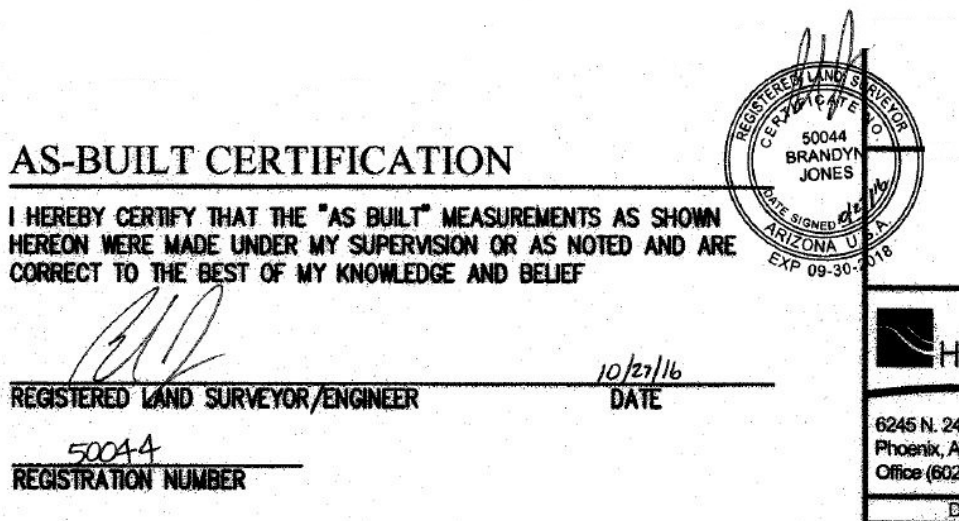 REGISTERED LAND SURVEYOR
CERTIFICATE NO.
50044
BRANDYN
JONES
DATE SIGNED
ARIZONA U.S.A.
EXP 09-30-2018
AS-BUILT CERTIFICATION
I HEREBY CERTIFY THAT THE "AS BUILT" MEASUREMENTS AS SHOWN
HEREON WERE MADE UNDER MY SUPERVISION OR AS NOTED AND ARE
CORRECT TO THE BEST OF MY KNOWLEDGE AND BELIEF
10/27/16
REGISTERED LAND SURVEYOR/ENGINEER DATE
50044
REGISTRATION NUMBER
H
6245 N. 24
Phoenix, A
Office (602
D